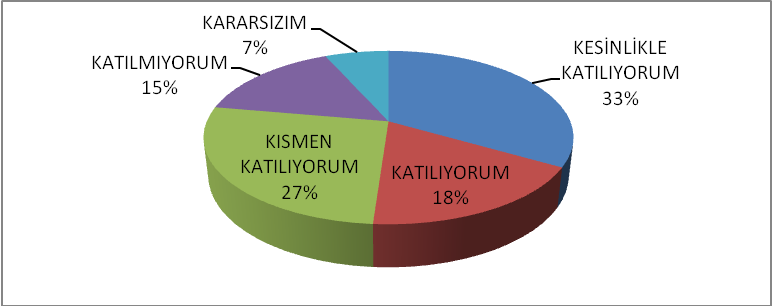 KARARSIZIM
7%
KESİNLİKLE
KATILIYORUM
33%
KATILMIYORUM
15%
KISMEN
KATILIYORUM
27%
KATILIYORUM
18%